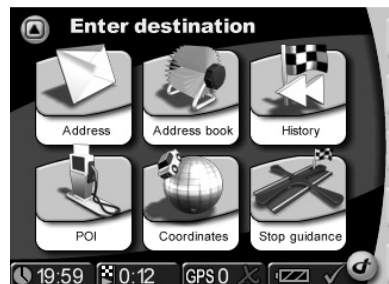 Enter destination
Address
Address book
History
POI
Coordinates
Stop guidance
19:59
0:12
GPS 0